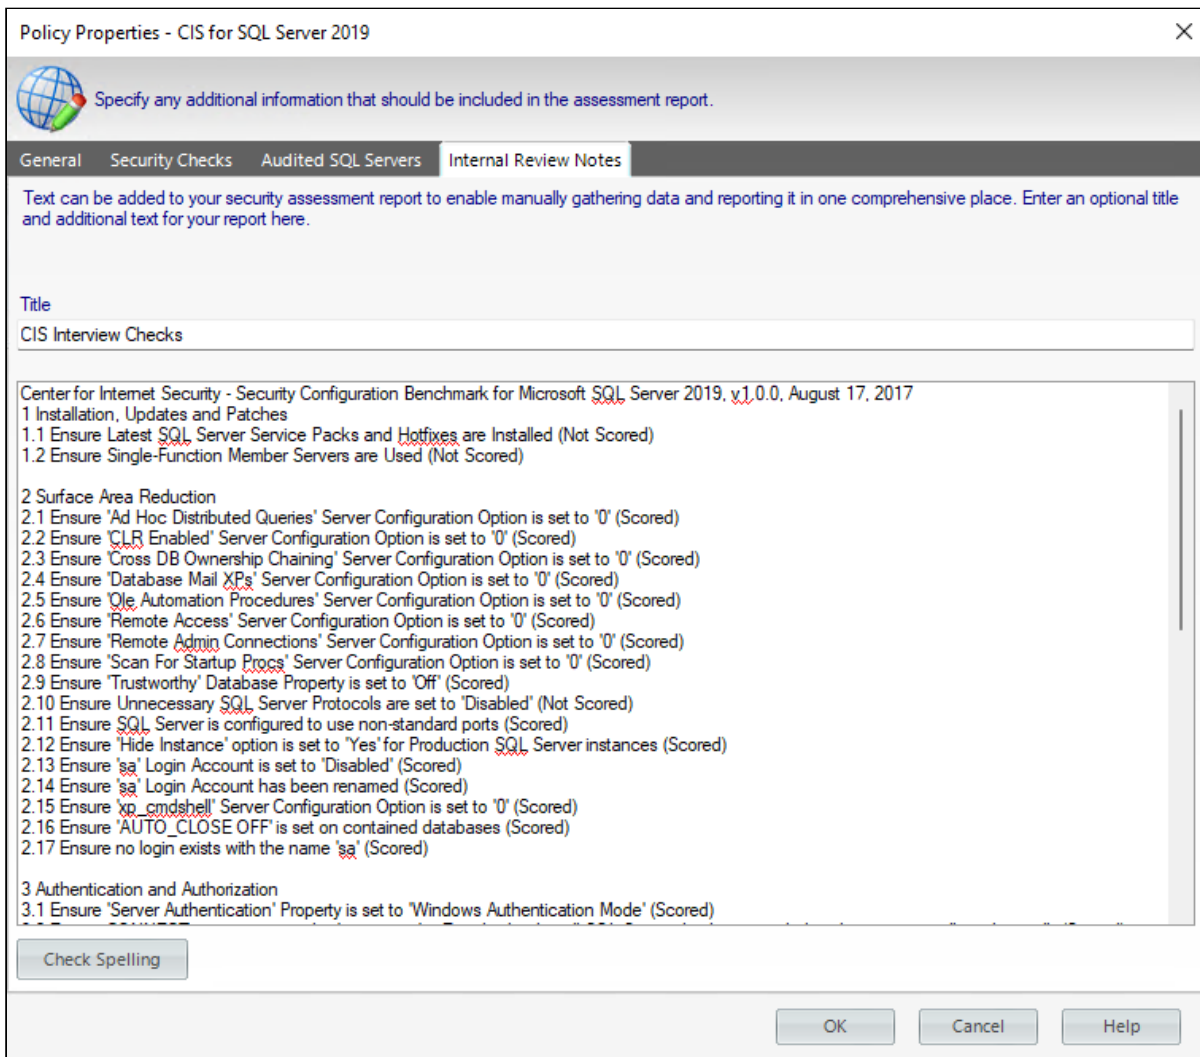 Policy Properties - CIS for SQL Server 2019
Specify any additional information that should be included in the assessment report.
General Security Checks Audited SQL Servers Internal Review Notes
Text can be added to your security assessment report to enable manually gathering data and reporting it in one comprehensive place. Enter an optional title
and additional text for your report here.
Title
CIS Interview Checks
Center for Internet Security - Security Configuration Benchmark for Microsoft SQL Server 2019, v1.0.0, August 17, 2017
1 Installation, Updates and Patches
1.1 Ensure Latest SQL Server Service Packs and Hotfixes are Installed (Not Scored)
1.2 Ensure Single-Function Member Servers are Used (Not Scored)
2 Surface Area Reduction
2.1 Ensure 'Ad Hoc Distributed Queries' Server Configuration Option is set to '0' (Scored)
2.2 Ensure 'CLR Enabled' Server Configuration Option is set to '0' (Scored)
2.3 Ensure 'Cross DB Ownership Chaining' Server Configuration Option is set to '0' (Scored)
2.4 Ensure 'Database Mail XPs' Server Configuration Option is set to '0' (Scored)
2.5 Ensure 'Ole Automation Procedures' Server Configuration Option is set to '0' (Scored)
2.6 Ensure 'Remote Access' Server Configuration Option is set to '0' (Scored)
2.7 Ensure 'Remote Admin Connections' Server Configuration Option is set to '0' (Scored)
2.8 Ensure 'Scan For Startup Procs' Server Configuration Option is set to '0' (Scored)
2.9 Ensure 'Trustworthy' Database Property is set to 'Off' (Scored)
2.10 Ensure Unnecessary SQL Server Protocols are set to 'Disabled' (Not Scored)
2.11 Ensure SQL Server is configured to use non-standard ports (Scored)
2.12 Ensure 'Hide Instance' option is set to 'Yes' for Production SQL Server instances (Scored)
2.13 Ensure 'sa' Login Account is set to 'Disabled' (Scored)
2.14 Ensure 'sa' Login Account has been renamed (Scored)
2.15 Ensure 'xp_cmdshell' Server Configuration Option is set to '0' (Scored)
2.16 Ensure 'AUTO_CLOSE OFF' is set on contained databases (Scored)
2.17 Ensure no login exists with the name 'sa' (Scored)
3 Authentication and Authorization
3.1 Ensure 'Server Authentication' Property is set to 'Windows Authentication Mode' (Scored)
Check Spelling
OK Cancel Help